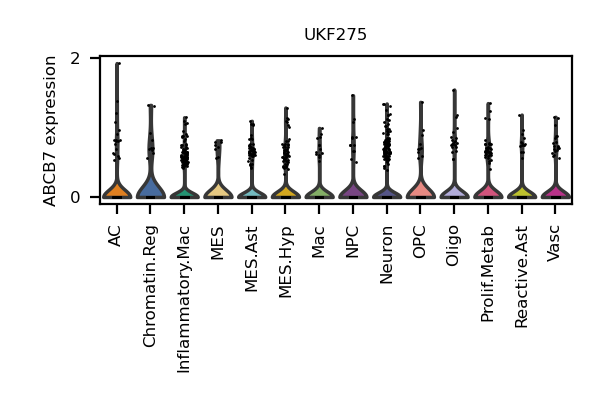 UKF275
ABCB7 expression
2
0
AC
Chromatin.Reg
Inflammatory.Mac
MES
MES.Ast
MES.Hyp
Mac
NPC
Neuron
OPC
Oligo
Prolif.Metab
Reactive.Ast
Vasc